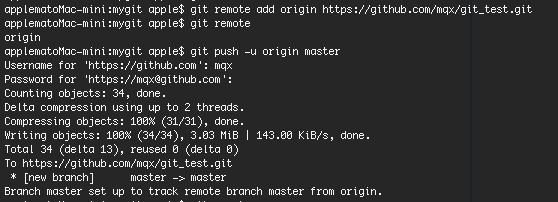 applematoMac-mini:mygit apple$ git remote add origin https://github.com/mqx/git_test.git
applematoMac-mini:mygit apple$ git remote
origin
applematoMac-mini:mygit apple$ git push -u origin master
Username for 'https://github.com': mqx
Password for 'https://mqx@github.com':
Counting objects: 34, done.
Delta compression using up to 2 threads.
Compressing objects: 100% (31/31), done.
Writing objects: 100% (34/34), 3.03 MiB | 143.00 KiB/s, done.
Total 34 (delta 13), reused 0 (delta 0)
To https://github.com/mqx/git_test.git
 * [new branch]      master -> master
Branch master set up to track remote branch master from origin.